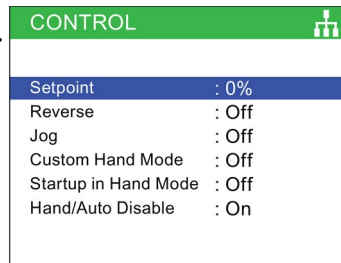 CONTROL
Setpoint : 0%
Reverse : Off
Jog : Off
Custom Hand Mode : Off
Startup in Hand Mode : Off
Hand/Auto Disable : On